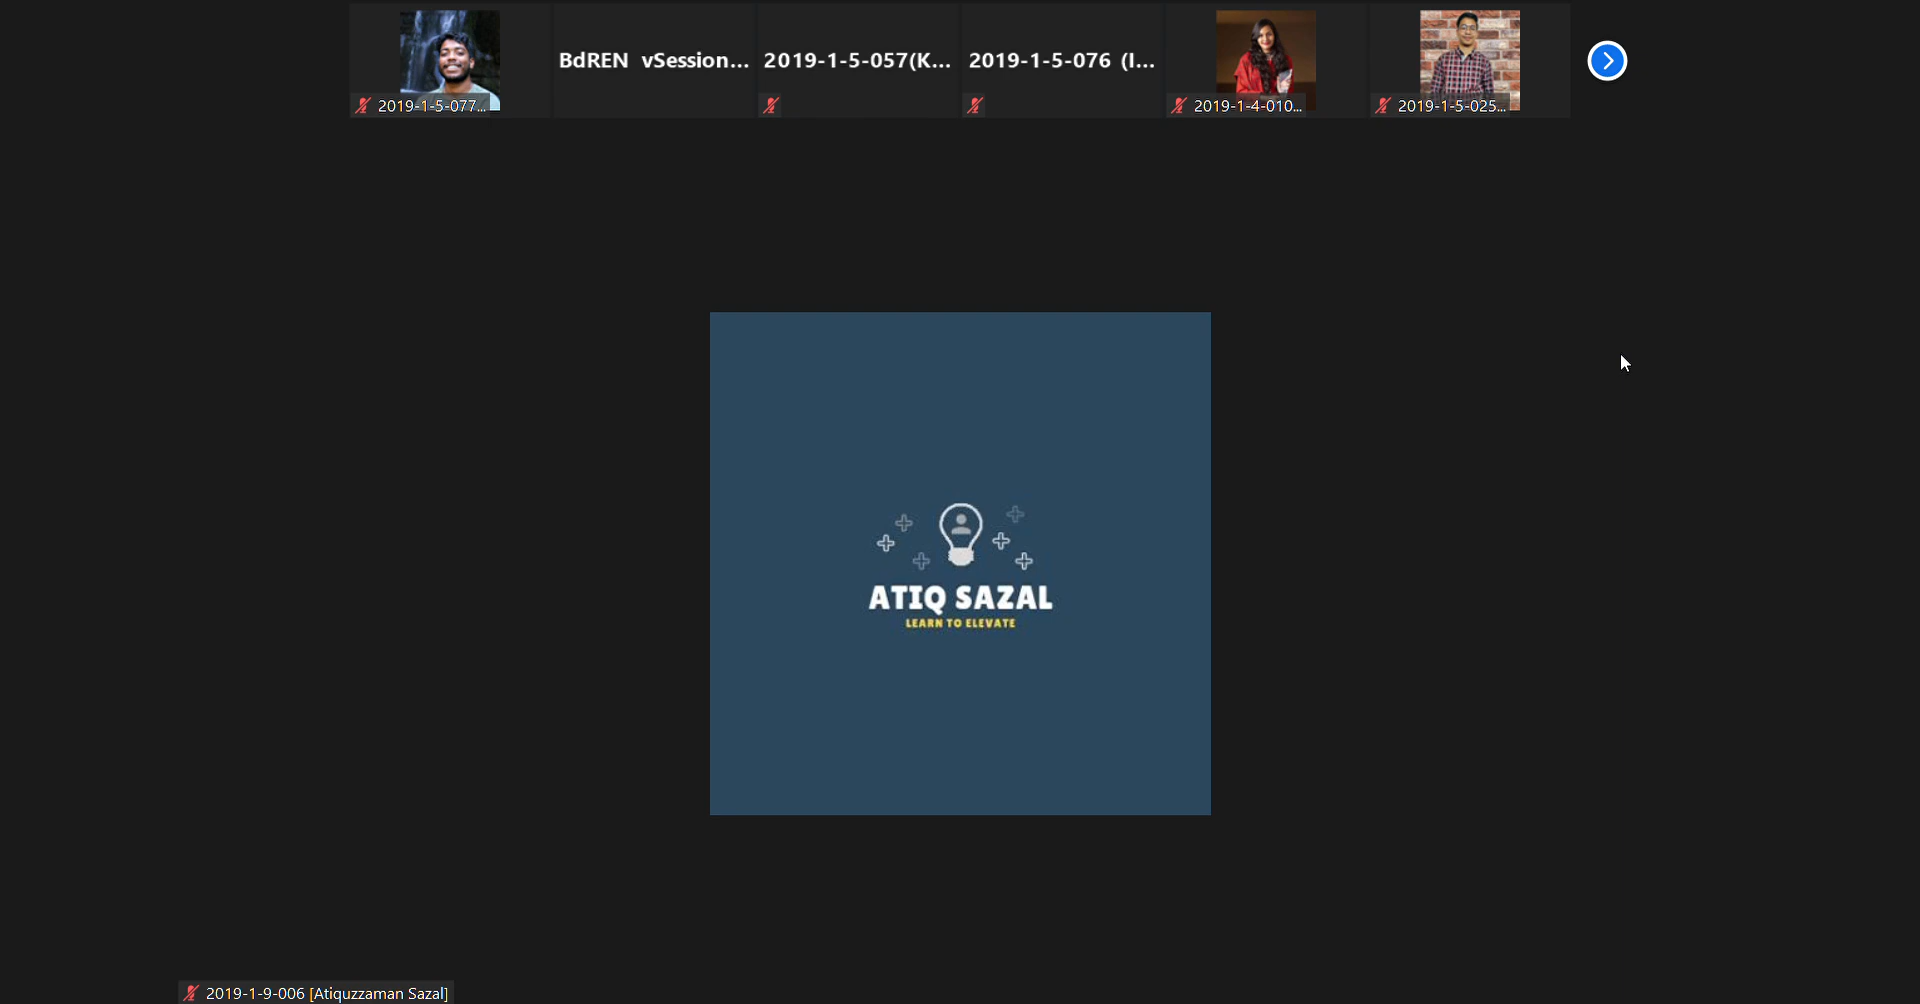 2019-1-5-077...
BdREN vSession...
2019-1-5-057(K...
2019-1-5-076 (I...
2019-1-4-010...
2019-1-5-025...
ATIQ SAZAL
LEARN TO ELEVATE
2019-1-9-006 [Atiquzzaman Sazal]